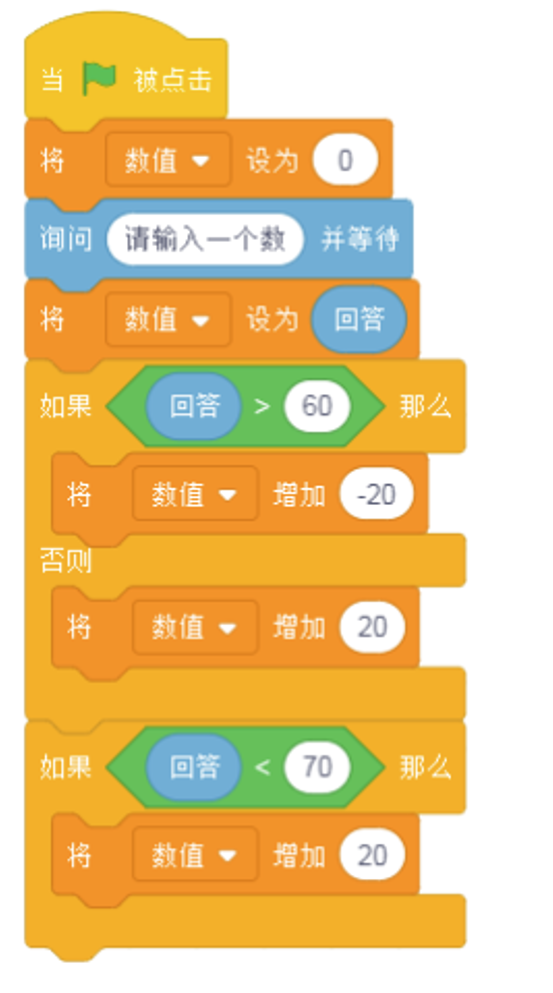 当 被点击
将 数值 设为 0
询问 请输入一个数 并等待
将 数值 设为 回答
如果 回答 > 60 那么
将 数值 增加 -20
否则
将 数值 增加 20
如果 回答 < 70 那么
将 数值 增加 20